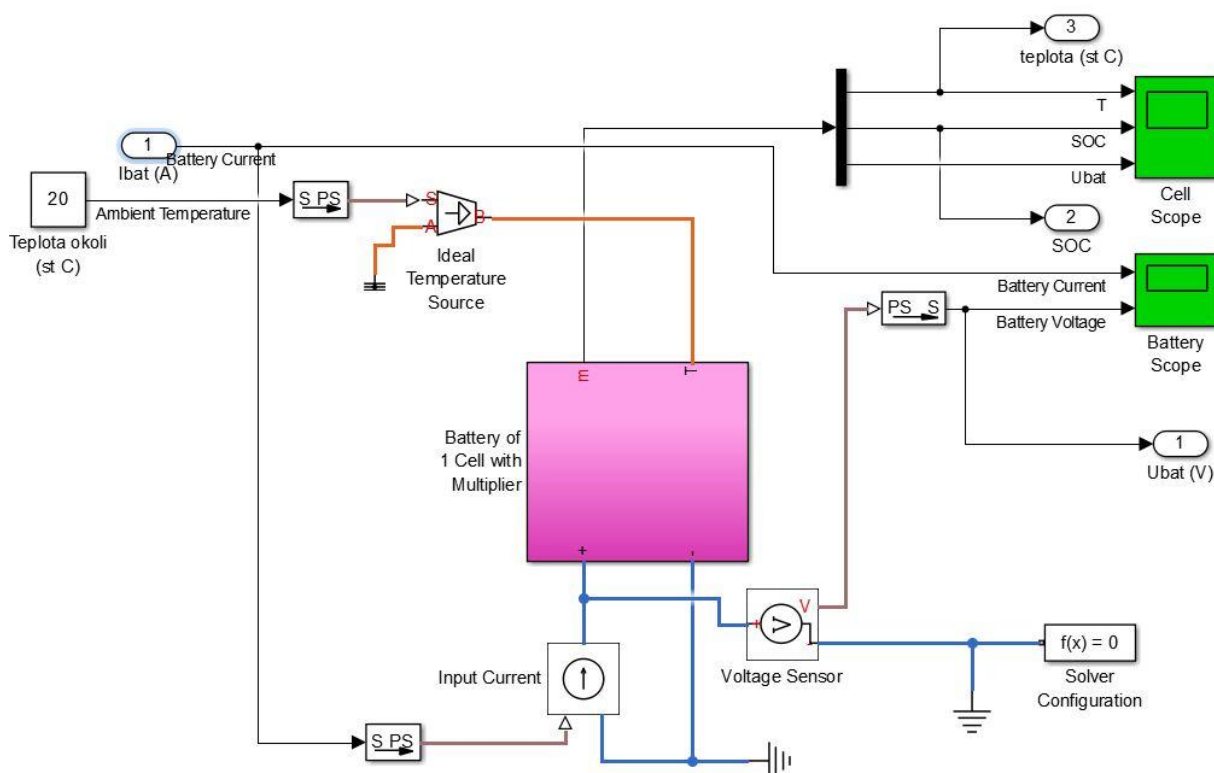 3
teplota (st C)
T
1
Battery Current
Ibat (A)
SOC
Ubat
Cell
Scope
20
Ambient Temperature
Teplota okoli
(st C)
S PS
S
A
B
Ideal
Temperature
Source
2
SOC
Battery Current
PS S
Battery Voltage
Battery
Scope
m
T
Battery of
1 Cell with
Multiplier
+
-
1
Ubat (V)
V
+
V
-
Voltage Sensor
f(x) = 0
Solver
Configuration
Input Current
S PS